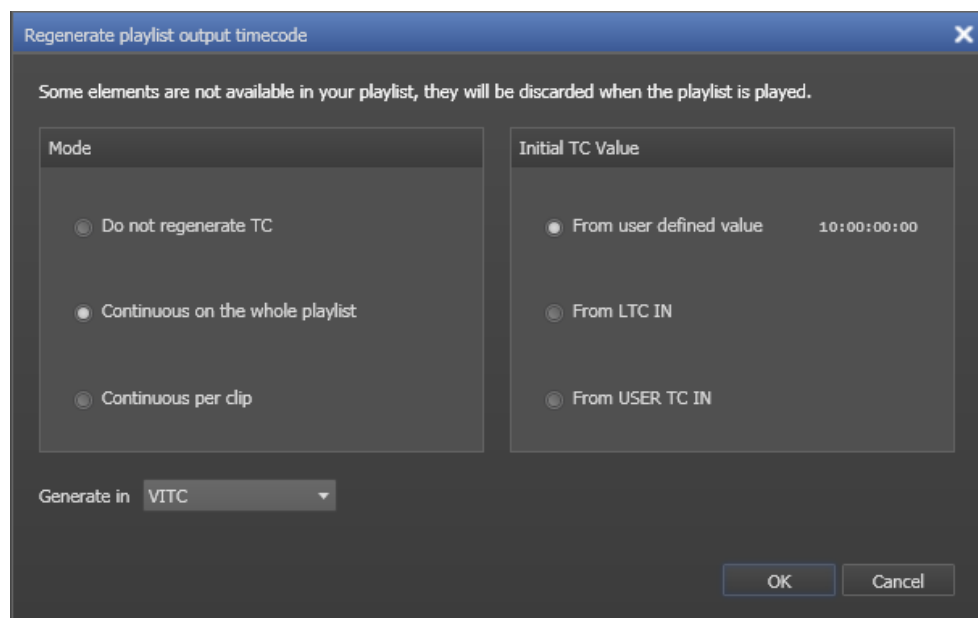 Regenerate playlist output timecode
Some elements are not available in your playlist, they will be discarded when the playlist is played.
Mode
Do not regenerate TC
Continuous on the whole playlist
Continuous per clip
Initial TC Value
From user defined value 10:00:00:00
From LTC IN
From USER TC IN
Generate in VITC
OK Cancel